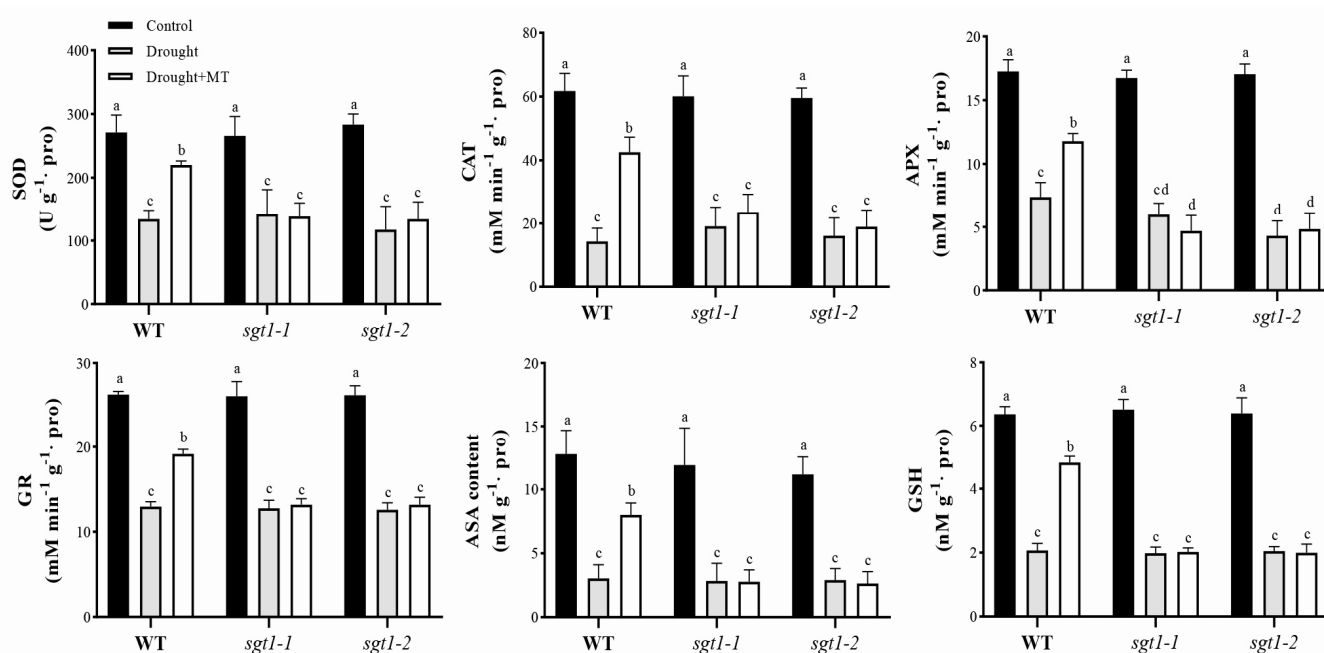 Control
Drought
Drought+MT
SOD
(U g⁻¹· pro)
400
300
200
100
0
a
c
b
a
c
c
a
c
c
WT
sgt1-1
sgt1-2
CAT
(mM min⁻¹ g⁻¹· pro)
80
60
40
20
0
a
c
b
a
c
c
a
c
c
WT
sgt1-1
sgt1-2
APX
(mM min⁻¹ g⁻¹· pro)
20
15
10
5
0
a
c
b
a
cd
d
a
d
d
WT
sgt1-1
sgt1-2
GR
(mM min⁻¹ g⁻¹· pro)
30
20
10
0
a
c
b
a
c
c
a
c
c
WT
sgt1-1
sgt1-2
ASA content
(nM g⁻¹· pro)
20
15
10
5
0
a
c
b
a
c
c
a
c
c
WT
sgt1-1
sgt1-2
GSH
(nM g⁻¹· pro)
8
6
4
2
0
a
c
b
a
c
c
a
c
c
WT
sgt1-1
sgt1-2